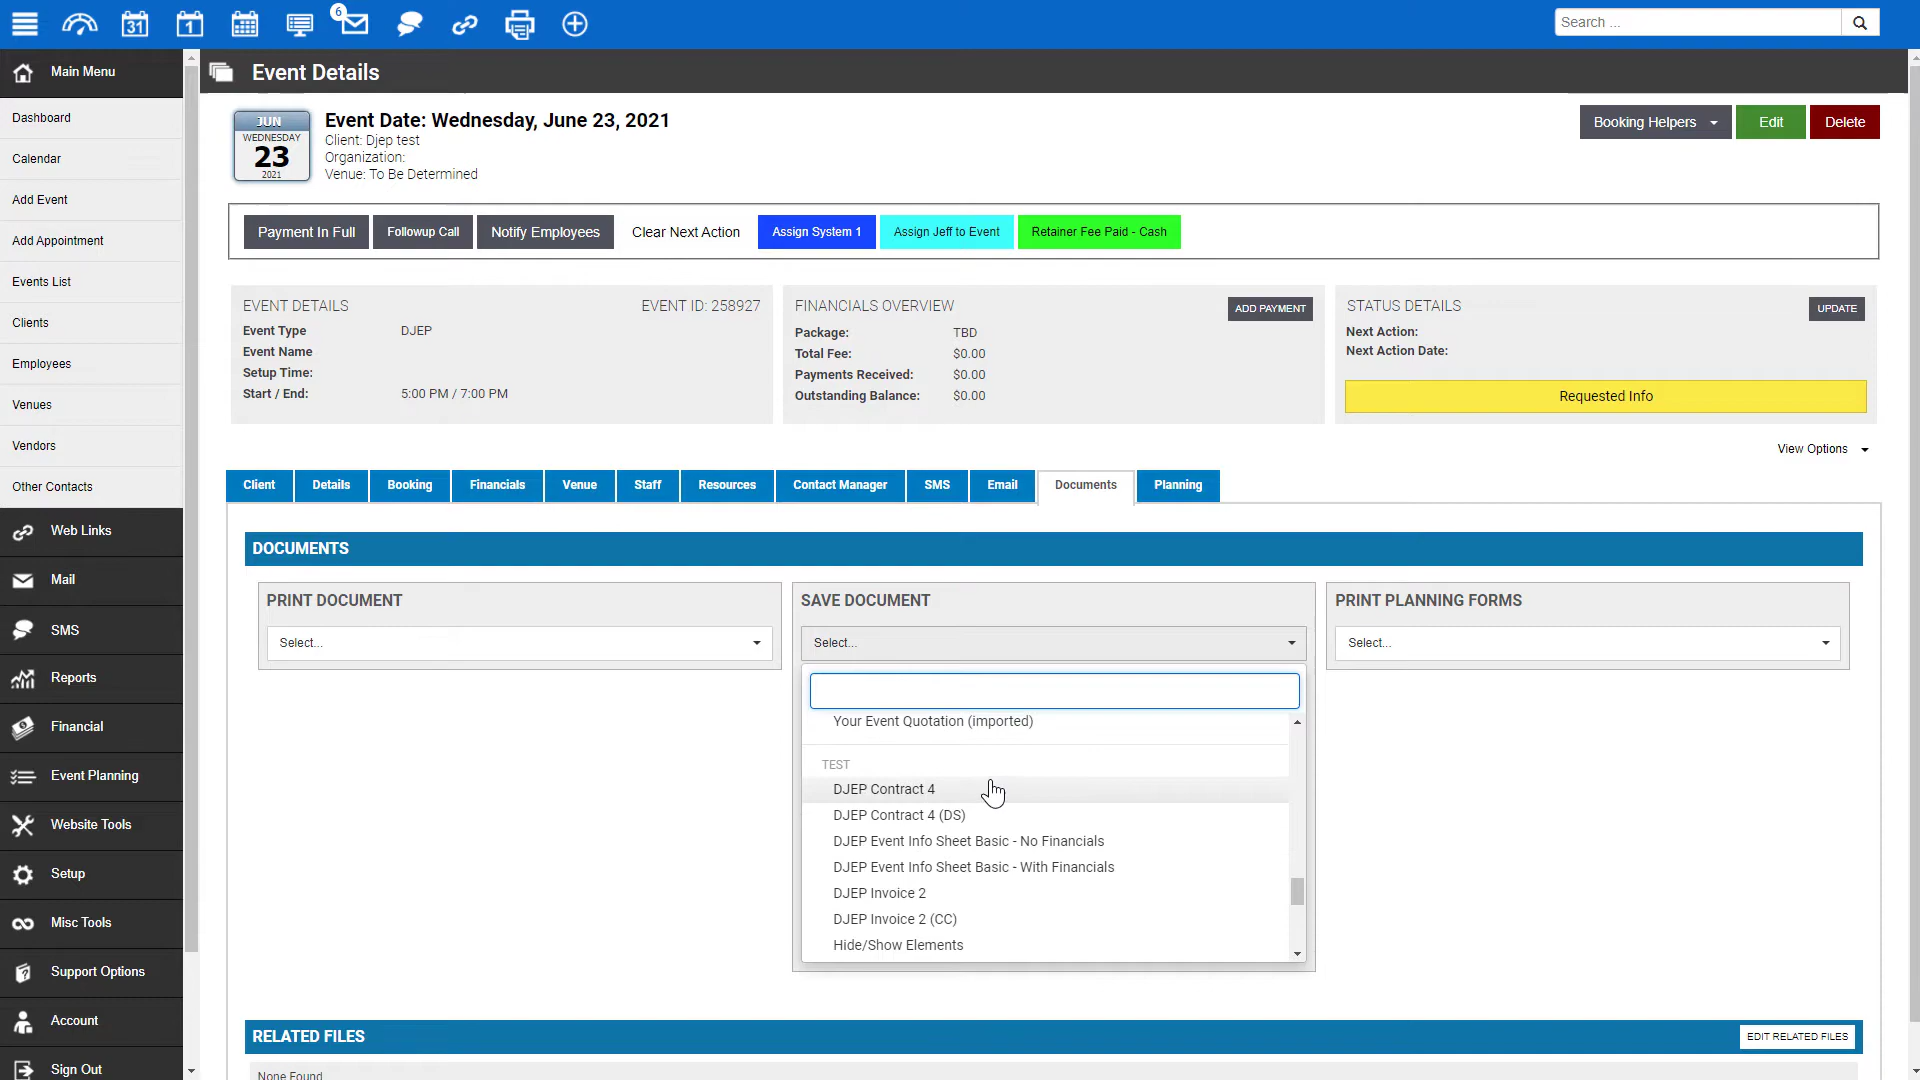 31
1
6
Search ...
Main Menu
Event Details
Dashboard
Calendar
Add Event
Add Appointment
Events List
Clients
Employees
Venues
Vendors
Other Contacts
Web Links
Mail
SMS
Reports
Financial
Event Planning
Website Tools
Setup
Misc Tools
Support Options
Account
Sign Out
JUN
WEDNESDAY
23
2021
Event Date: Wednesday, June 23, 2021
Client: Djep test
Organization:
Venue: To Be Determined
Booking Helpers
Edit
Delete
Payment In Full
Followup Call
Notify Employees
Clear Next Action
Assign System 1
Assign Jeff to Event
Retainer Fee Paid - Cash
EVENT DETAILS EVENT ID: 258927
Event Type DJEP
Event Name
Setup Time:
Start / End: 5:00 PM / 7:00 PM
FINANCIALS OVERVIEW ADD PAYMENT
Package: TBD
Total Fee: $0.00
Payments Received: $0.00
Outstanding Balance: $0.00
STATUS DETAILS UPDATE
Next Action:
Next Action Date:
Requested Info
View Options
Client Details Booking Financials Venue Staff Resources Contact Manager SMS Email Documents Planning
DOCUMENTS
PRINT DOCUMENT
Select...
SAVE DOCUMENT
Select...
Your Event Quotation (imported)
TEST
DJEP Contract 4
DJEP Contract 4 (DS)
DJEP Event Info Sheet Basic - No Financials
DJEP Event Info Sheet Basic - With Financials
DJEP Invoice 2
DJEP Invoice 2 (CC)
Hide/Show Elements
PRINT PLANNING FORMS
Select...
RELATED FILES
EDIT RELATED FILES
None Found